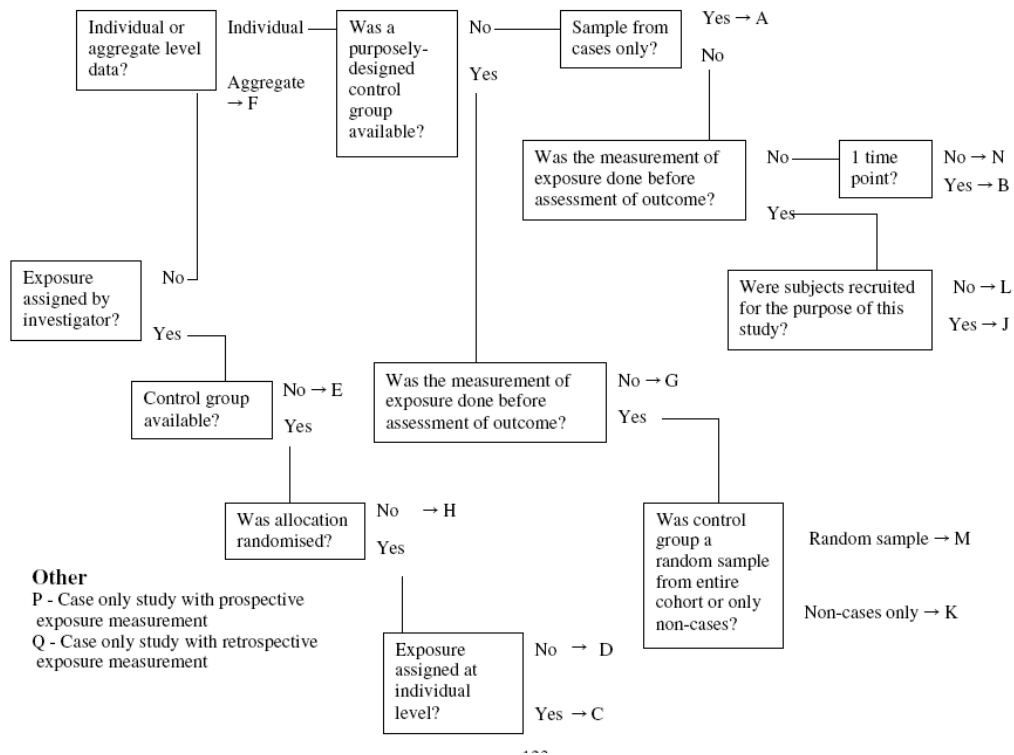 Individual or
aggregate level
data?
Individual
Aggregate
→ F
Was a
purposely-
designed
control
group
available?
No
Yes
Sample from
cases only?
Yes → A
No
Was the measurement of
exposure done before
assessment of outcome?
No
Yes
1 time
point?
No → N
Yes → B
Were subjects recruited
for the purpose of this
study?
No → L
Yes → J
Exposure
assigned by
investigator?
No
Yes
Control group
available?
No → E
Yes
Was the measurement of
exposure done before
assessment of outcome?
No → G
Yes
Was allocation
randomised?
No → H
Yes
Was control
group a
random sample
from entire
cohort or only
non-cases?
Random sample → M
Non-cases only → K
Other
P - Case only study with prospective
exposure measurement
Q - Case only study with retrospective
exposure measurement
Exposure
assigned at
individual
level?
No → D
Yes → C